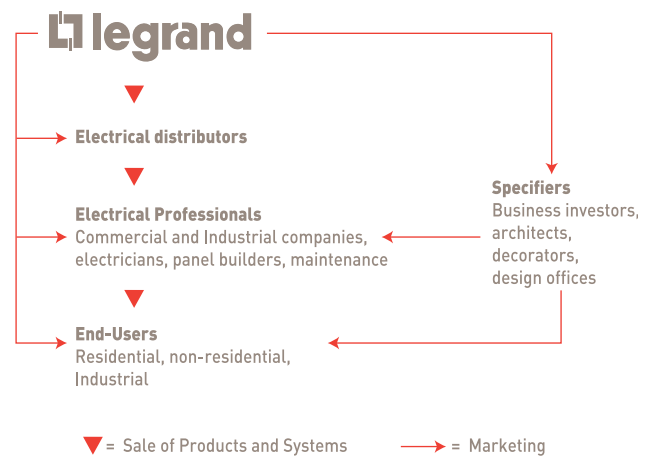 legrand
Electrical distributors
Electrical Professionals
Commercial and Industrial companies,
electricians, panel builders, maintenance
Specifiers
Business investors,
architects,
decorators,
design offices
End-Users
Residential, non-residential,
Industrial
= Sale of Products and Systems
= Marketing